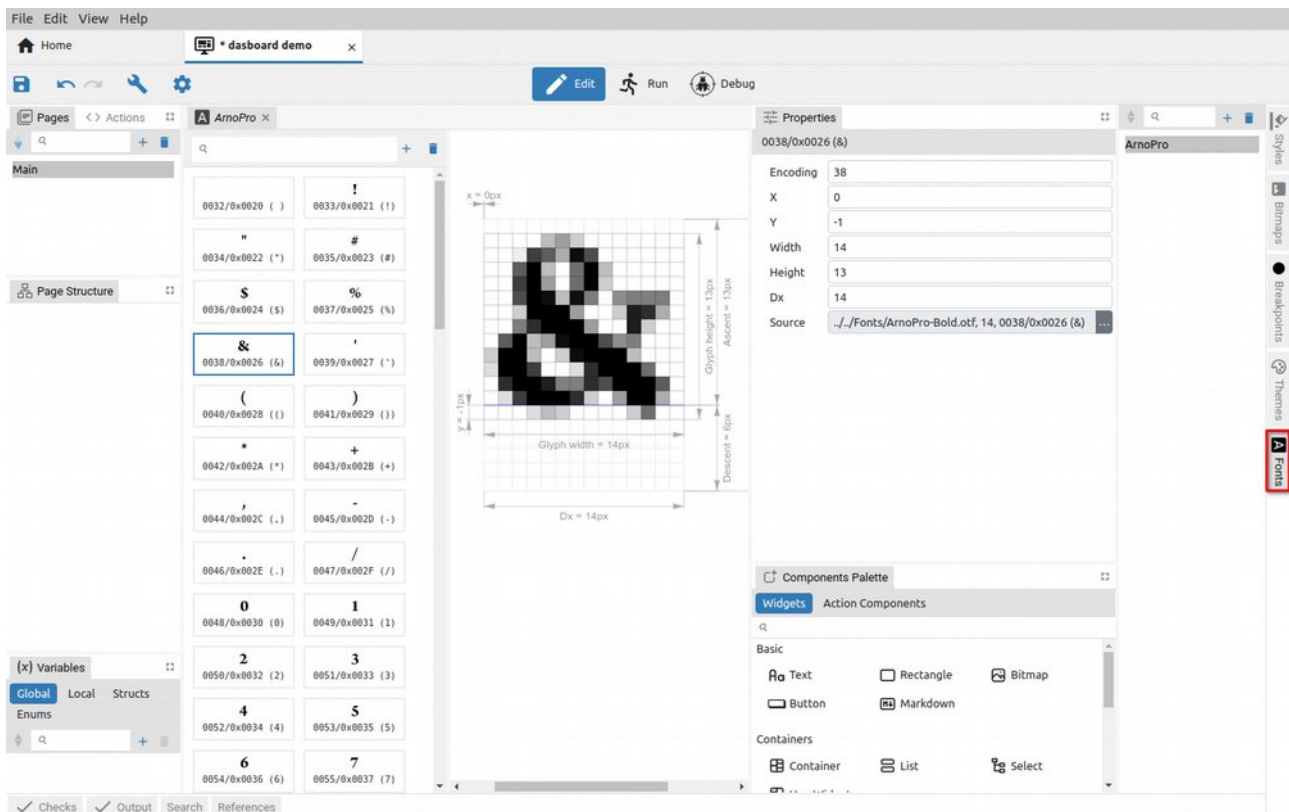 File Edit View Help
Home
* dasboard demo ×
Edit Run Debug
Pages <> Actions
Main
Page Structure
(x) Variables
Global Local Structs
Enums
A ArnoPro ×
0032/0x0020 ( )
!
0033/0x0021 (!)
"
0034/0x0022 (")
#
0035/0x0023 (#)
$
0036/0x0024 ($)
%
0037/0x0025 (%)
&
0038/0x0026 (&)
'
0039/0x0027 (')
(
0040/0x0028 (()
)
0041/0x0029 ())
*
0042/0x002A (*)
+
0043/0x002B (+)
,
0044/0x002C (,)
-
0045/0x002D (-)
.
0046/0x002E (.)
/
0047/0x002F (/)
0
0048/0x0030 (0)
1
0049/0x0031 (1)
2
0050/0x0032 (2)
3
0051/0x0033 (3)
4
0052/0x0034 (4)
5
0053/0x0035 (5)
6
0054/0x0036 (6)
7
0055/0x0037 (7)
x = 0px
&
Glyph height = 13px
Ascent = 13px
y = -1px
Glyph width = 14px
Descent = 6px
Dx = 14px
Properties
0038/0x0026 (&)
Encoding 38
X 0
Y -1
Width 14
Height 13
Dx 14
Source ../../Fonts/ArnoPro-Bold.otf, 14, 0038/0x0026 (&) ...
Components Palette
Widgets Action Components
Basic
Text Rectangle Bitmap
Button Markdown
Containers
Container List Select
ArnoPro
Styles
Bitmaps
Breakpoints
Themes
A Fonts
Checks Output Search References